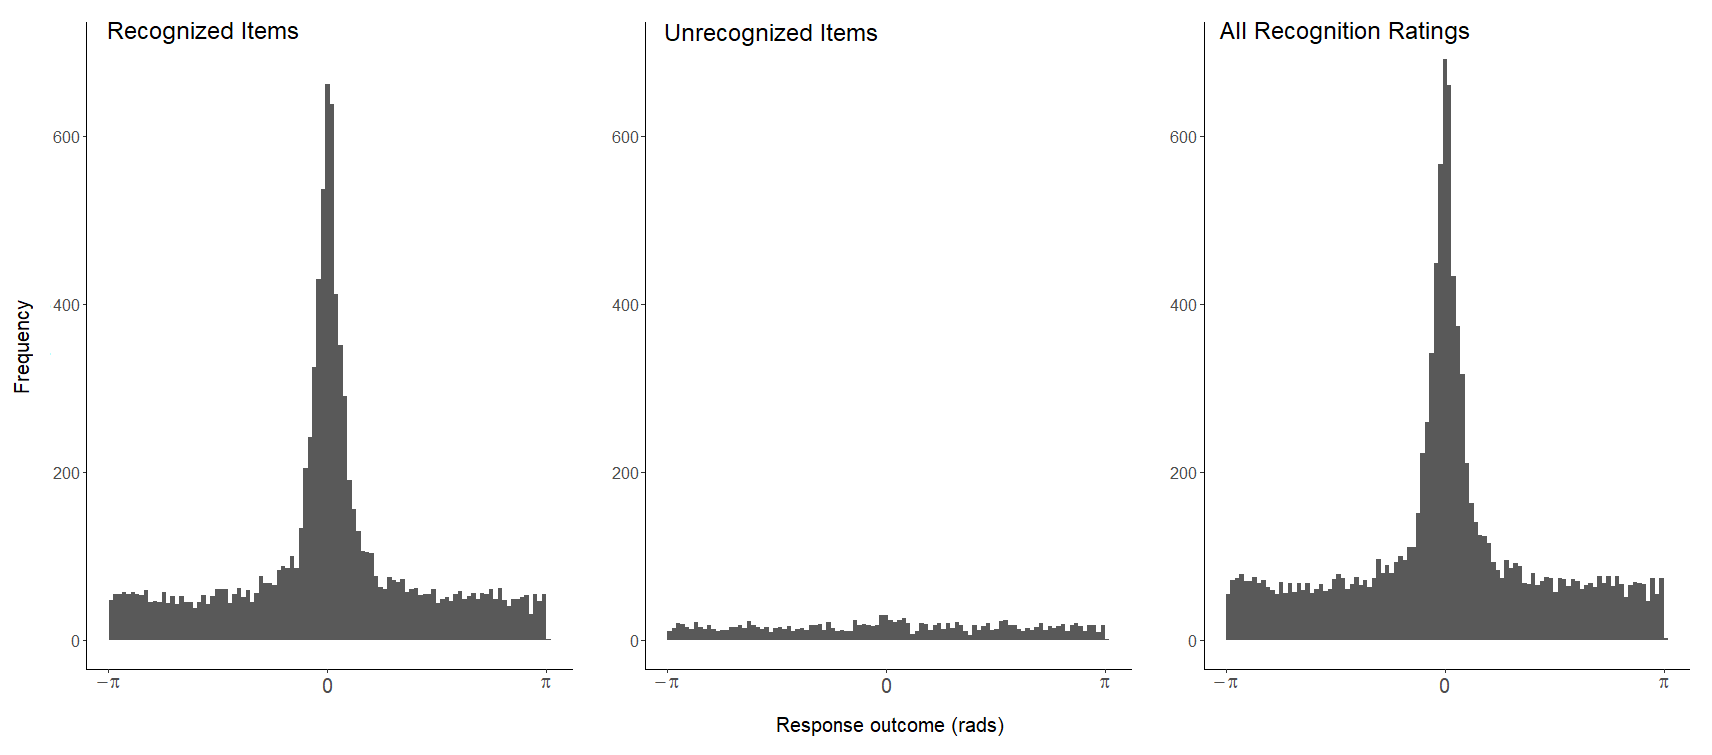 Recognized Items
Unrecognized Items
All Recognition Ratings
Frequency
600
400
200
0
−π
0
π
600
400
200
0
−π
0
π
600
400
200
0
−π
0
π
Response outcome (rads)